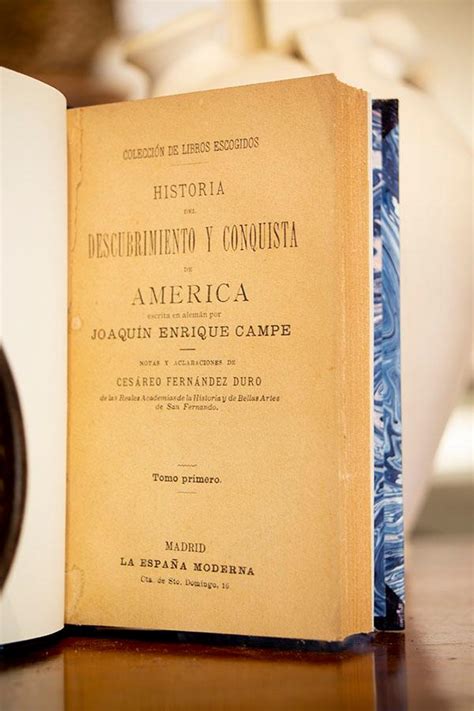 COLECCIÓN DE LIBROS ESCOGIDOS
HISTORIA
DEL
DESCUBRIMIENTO Y CONQUISTA
DE
AMERICA
escrita en alemán por
JOAQUÍN ENRIQUE CAMPE
NOTAS Y ACLARACIONES DE
CESÁREO FERNÁNDEZ DURO
de las Reales Academias de la Historia y de Bellas Artes
de San Fernando.
Tomo primero.
MADRID
LA ESPAÑA MODERNA
Cta. de Sto. Domingo, 16